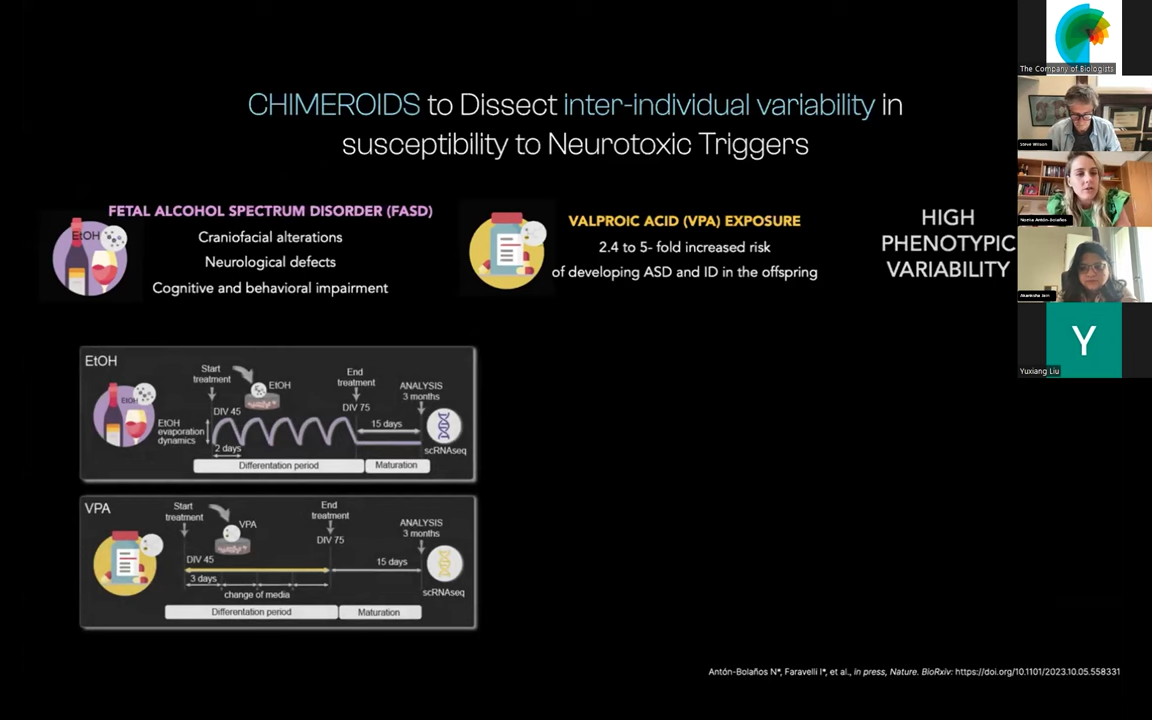 CHIMEROIDS to Dissect inter-individual variability in
susceptibility to Neurotoxic Triggers
EtOH
FETAL ALCOHOL SPECTRUM DISORDER (FASD)
Craniofacial alterations
Neurological defects
Cognitive and behavioral impairment
VALPROIC ACID (VPA) EXPOSURE
2.4 to 5- fold increased risk
of developing ASD and ID in the offspring
HIGH
PHENOTYPIC
VARIABILITY
EtOH
EtOH
EtOH
evaporation
dynamics
Start
treatment
EtOH
DIV 45
2 days
End
treatment
DIV 75
15 days
ANALYSIS
3 months
scRNAseq
Differentation period
Maturation
VPA
Start
treatment
VPA
DIV 45
3 days
change of media
End
treatment
DIV 75
15 days
ANALYSIS
3 months
scRNAseq
Differentation period
Maturation
Antón-Bolaños N*, Faravelli I*, et al., in press, Nature. BioRxiv: https://doi.org/10.1101/2023.10.05.558331
The Company of Biologists
Steve Wilson
Noelia Antón-Bolaños
Akanksha Jain
Y
Yuxiang Liu